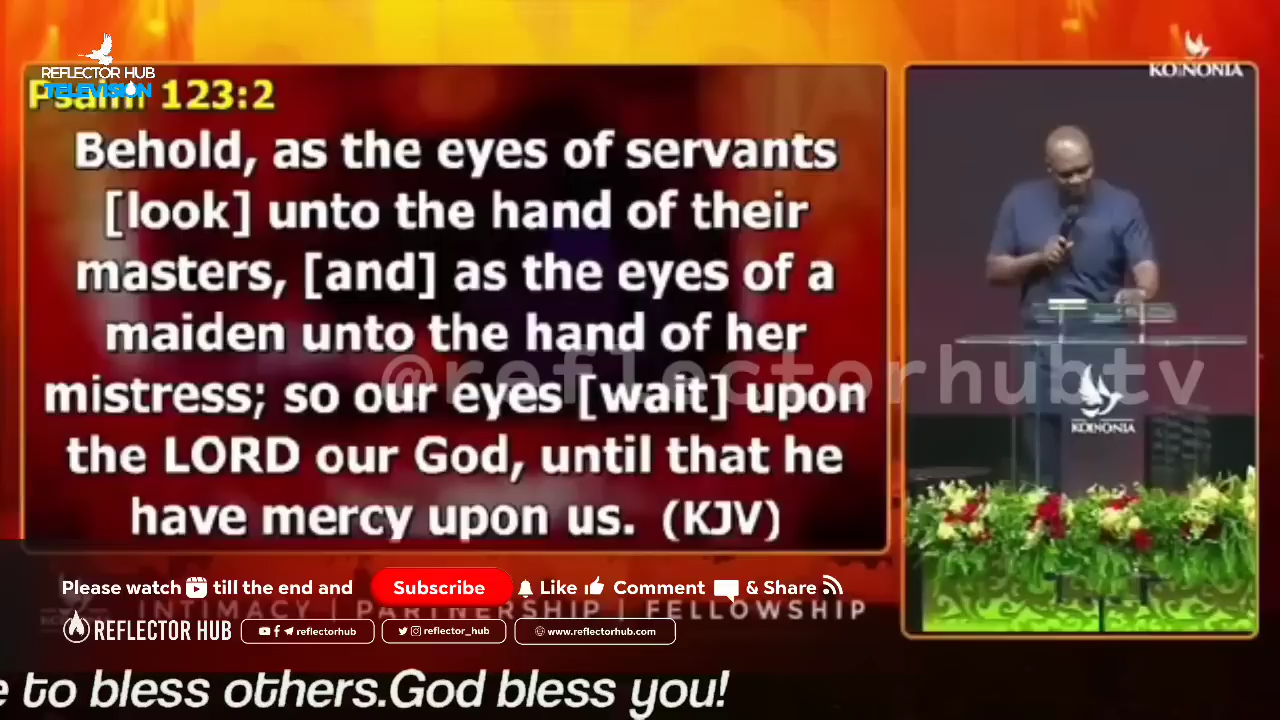 REFLECTOR HUB
TELEVISION
KOINONIA
Psalm 123:2
Behold, as the eyes of servants
[look] unto the hand of their
masters, [and] as the eyes of a
maiden unto the hand of her
mistress; so our eyes [wait] upon
the LORD our God, until that he
have mercy upon us. (KJV)
@reflectorhubtv
KOINONIA
Please watch till the end and Subscribe Like Comment & Share
INTIMACY | PARTNERSHIP | FELLOWSHIP
REFLECTOR HUB reflectorhub reflector_hub www.reflectorhub.com
to bless others.God bless you!